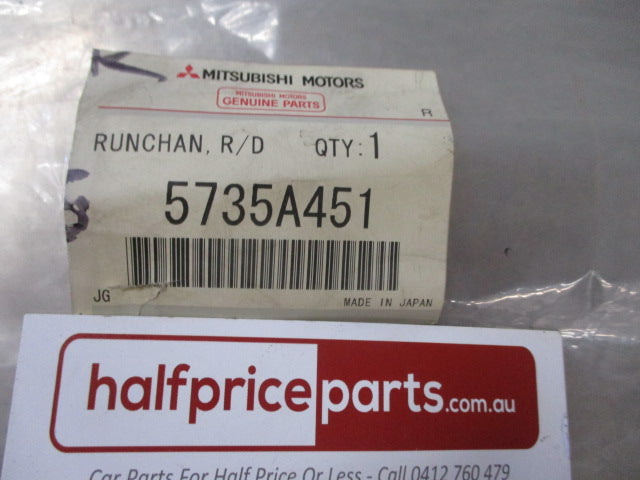 MITSUBISHI MOTORS
MITSUBISHI MOTORS
GENUINE PARTS
R
RUNCHAN, R/D QTY: 1
5735A451
JG MADE IN JAPAN
halfpriceparts.com.au
Car Parts For Half Price Or Less - Call 0412 760 479